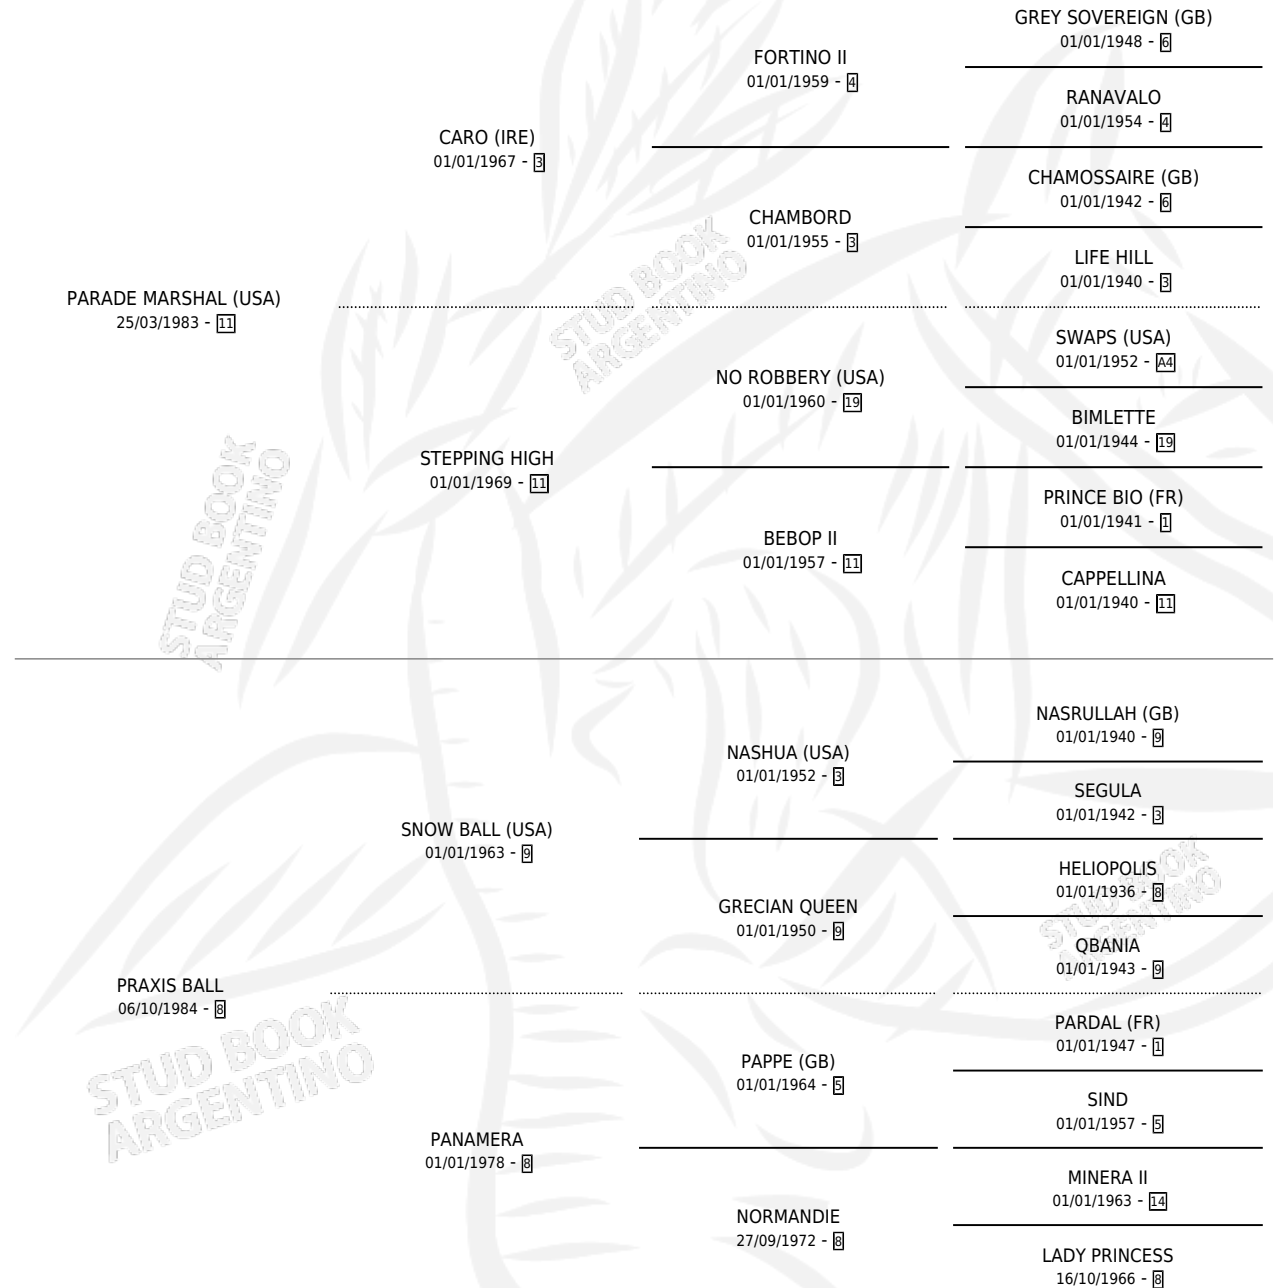 GREY SOVEREIGN (GB)
01/01/1948 - 6
FORTINO II
01/01/1959 - 4
RANAVALO
01/01/1954 - 4
CARO (IRE)
01/01/1967 - 3
CHAMOSSAIRE (GB)
01/01/1942 - 6
CHAMBORD
01/01/1955 - 3
LIFE HILL
01/01/1940 - 3
PARADE MARSHAL (USA)
25/03/1983 - 11
STUD BOOK
ARGENTINO
SWAPS (USA)
01/01/1952 - A4
NO ROBBERY (USA)
01/01/1960 - 19
BIMLETTE
01/01/1944 - 19
STEPPING HIGH
01/01/1969 - 11
PRINCE BIO (FR)
01/01/1941 - 1
BEBOP II
01/01/1957 - 11
CAPPELLINA
01/01/1940 - 11
STUD BOOK
ARGENTINO
NASRULLAH (GB)
01/01/1940 - 9
NASHUA (USA)
01/01/1952 - 3
SEGULA
01/01/1942 - 3
SNOW BALL (USA)
01/01/1963 - 9
HELIOPOLIS
01/01/1936 - 8
GRECIAN QUEEN
01/01/1950 - 9
STUD BOOK
ARGENTINO
QBANIA
01/01/1943 - 9
PRAXIS BALL
06/10/1984 - 8
PARDAL (FR)
01/01/1947 - 1
PAPPE (GB)
01/01/1964 - 5
STUD BOOK
ARGENTINO
SIND
01/01/1957 - 5
PANAMERA
01/01/1978 - 8
MINERA II
01/01/1963 - 14
NORMANDIE
27/09/1972 - 8
LADY PRINCESS
16/10/1966 - 8